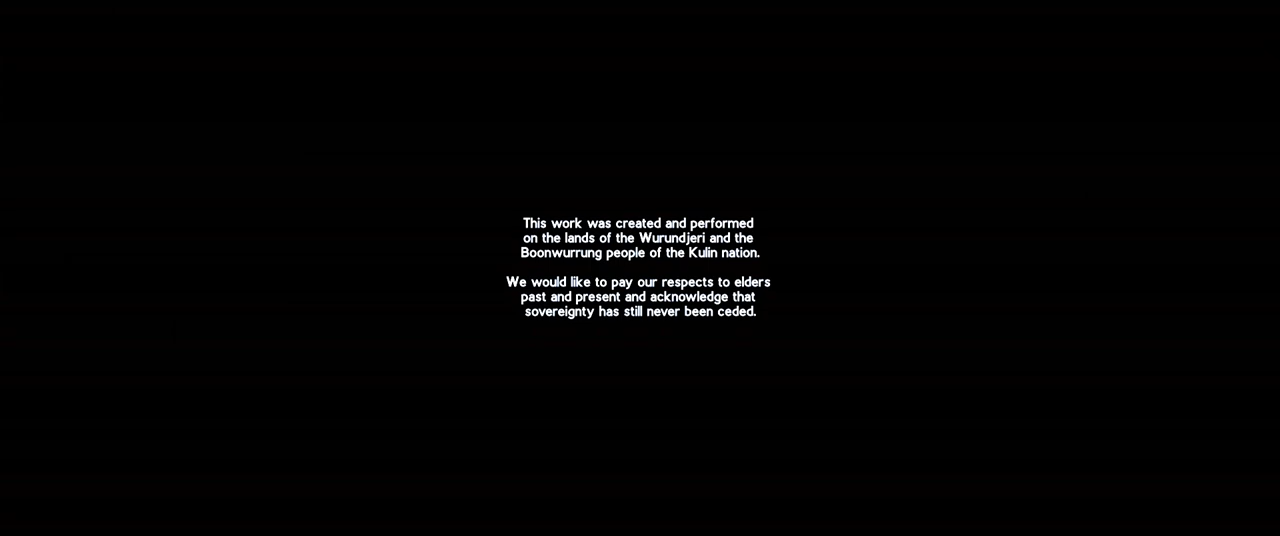 This work was created and performed
on the lands of the Wurundjeri and the
Boonwurrung people of the Kulin nation.
We would like to pay our respects to elders
past and present and acknowledge that
sovereignty has still never been ceded.